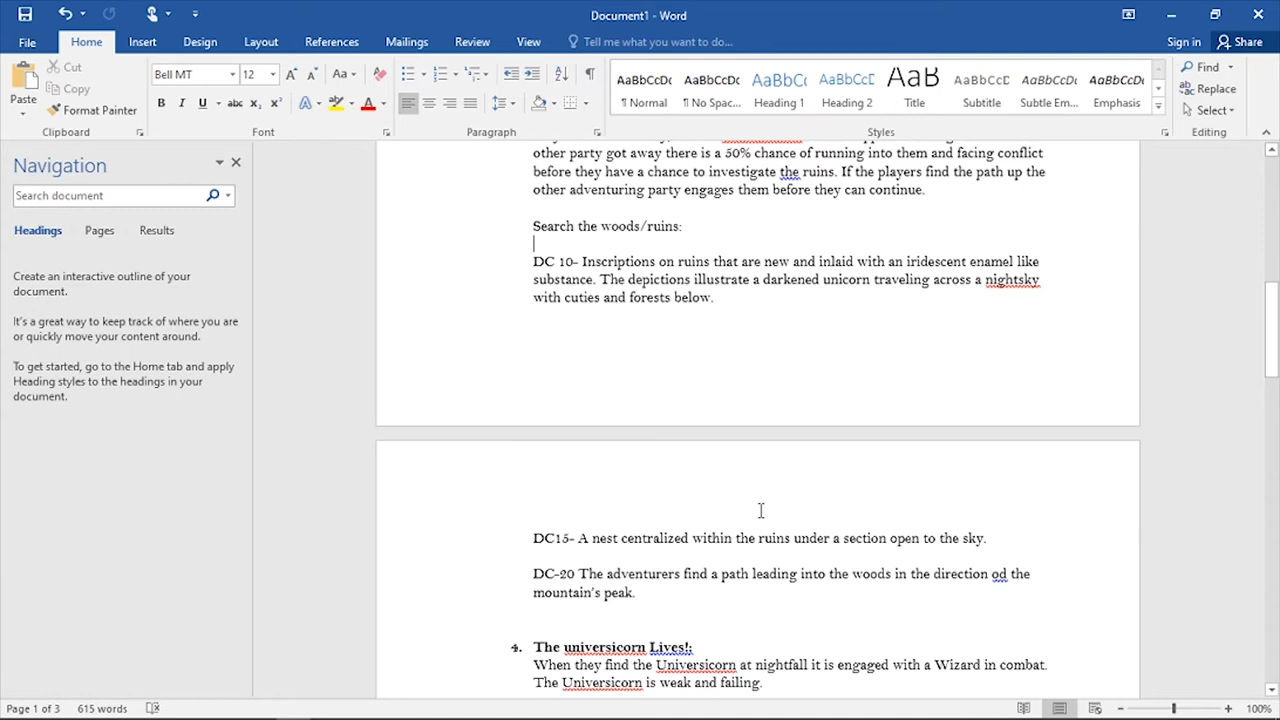 Document1 - Word
File Home Insert Design Layout References Mailings Review View Tell me what you want to do... Sign in Share
Paste Cut Copy Format Painter Clipboard
Bell MT 12 Font
Paragraph
AaBbCcDc ¶ Normal
AaBbCcDc ¶ No Spac...
AaBbC Heading 1
AaBbCcE Heading 2
AaB Title
AaBbCcD Subtitle
AaBbCcDc Subtle Em...
AaBbCcDc Emphasis
Styles
Find Replace Select Editing
Navigation
Search document
Headings Pages Results
Create an interactive outline of your
document.
It's a great way to keep track of where you are
or quickly move your content around.
To get started, go to the Home tab and apply
Heading styles to the headings in your
document.
other party got away there is a 50% chance of running into them and facing conflict
before they have a chance to investigate the ruins. If the players find the path up the
other adventuring party engages them before they can continue.
Search the woods/ruins:
DC 10- Inscriptions on ruins that are new and inlaid with an iridescent enamel like
substance. The depictions illustrate a darkened unicorn traveling across a nightsky
with cuties and forests below.
DC15- A nest centralized within the ruins under a section open to the sky.
DC-20 The adventurers find a path leading into the woods in the direction od the
mountain's peak.
4. The universicorn Lives!:
When they find the Universicorn at nightfall it is engaged with a Wizard in combat.
The Universicorn is weak and failing.
Page 1 of 3 615 words 100%